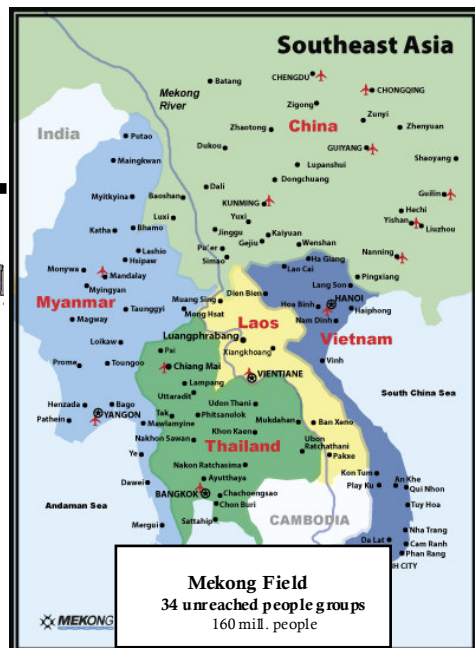 Southeast Asia
Batang
CHENGDU
CHONGQING
Mekong
River
Zigong
Zunyi
Zhaotong
China
Zhenyuan
India
Putao
Dukou
GUIYANG
Maingkwan
Lupanshui
Shaoyang
Dali
Dongchuang
Myitkyina
Baoshan
KUNMING
Guilin
Luxi
Yuxi
Hechi
Katha
Bhamo
Jinggu
Kaiyuan
Yishan
Liuzhou
Lashio
Pu'er
Gejiu
Wenshan
Hsipaw
Simao
Ha Giang
Nanning
Monywa
Mandalay
Lao Cai
Pingxiang
Myingyan
Lang Son
Myanmar
Muang Sing
Dien Bien
Hoa Binh
HANOI
Taunggyi
Mong Hsat
Haiphong
Magway
Laos
Nam Dinh
Luangphrabang
Vietnam
Loikaw
Pai
Xiangkhoang
Prome
Toungoo
Chiang Mai
Vinh
VIENTIANE
Lampang
South China Sea
Uttaradit
Henzada
Bago
Udon Thani
YANGON
Tak
Phitsanulok
Pathein
Mawlamyine
Mukdahan
Ban Xeno
Khon Kaen
Nakhon Sawan
Thailand
Ubon
Ratchathani
Ye
Pakxe
Nakon Ratchasima
Kon Tum
Dawei
Ayutthaya
Play Ku
An Khe
Qui Nhon
BANGKOK
Chachoengsao
Andaman Sea
Chon Buri
Tuy Hoa
CAMBODIA
Mergui
Sattahip
Nha Trang
Da Lat
Cam Ranh
Phan Rang
H CITY
Mekong Field
34 unreached people groups
160 mill. people
MEKONG